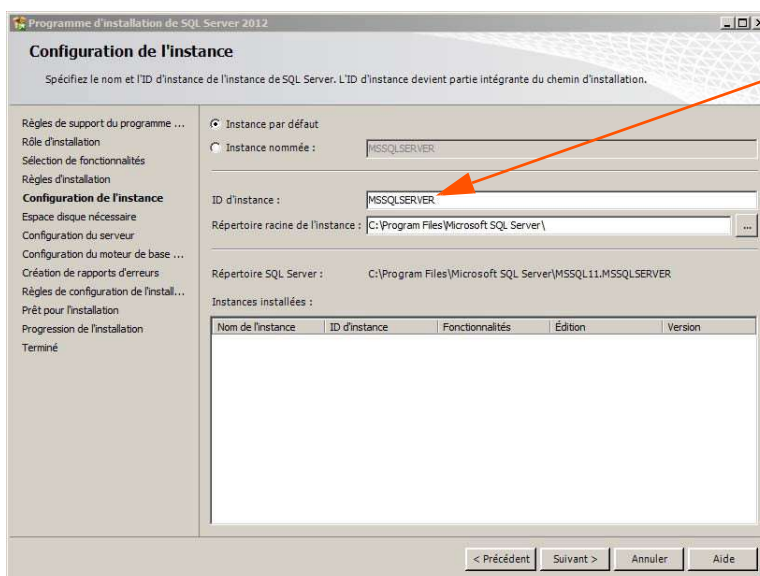 Programme d'installation de SQL Server 2012
Configuration de l'instance
Spécifiez le nom et l'ID d'instance de l'instance de SQL Server. L'ID d'instance devient partie intégrante du chemin d'installation.
Règles de support du programme ...
Rôle d'installation
Sélection de fonctionnalités
Règles d'installation
Configuration de l'instance
Espace disque nécessaire
Configuration du serveur
Configuration du moteur de base ...
Création de rapports d'erreurs
Règles de configuration de l'install...
Prêt pour l'installation
Progression de l'installation
Terminé
Instance par défaut
Instance nommée :
MSSQLSERVER
ID d'instance :
MSSQLSERVER
Répertoire racine de l'instance :
C:\Program Files\Microsoft SQL Server\
...
Répertoire SQL Server :
C:\Program Files\Microsoft SQL Server\MSSQL11.MSSQLSERVER
Instances installées :
Nom de l'instance
ID d'instance
Fonctionnalités
Édition
Version
< Précédent
Suivant >
Annuler
Aide